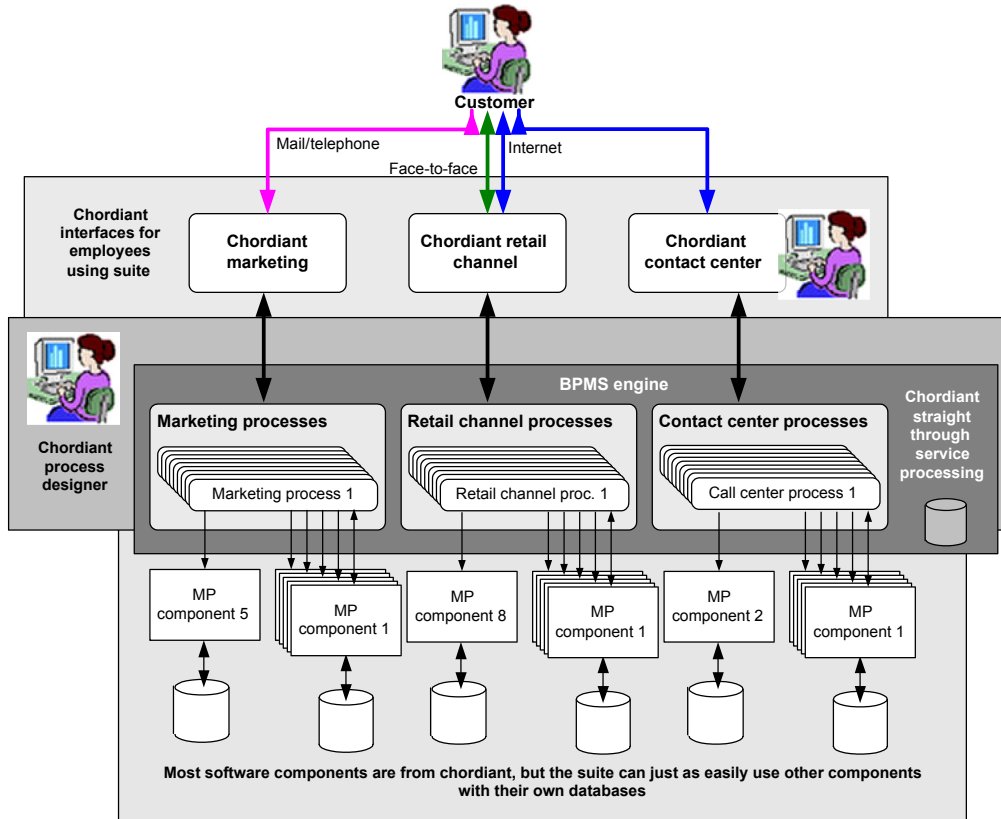 Customer
Mail/telephone
Internet
Face-to-face
Chordiant
interfaces for
employees
using suite
Chordiant
marketing
Chordiant retail
channel
Chordiant
contact center
BPMS engine
Chordiant
process
designer
Marketing processes
Marketing process 1
Retail channel processes
Retail channel proc. 1
Contact center processes
Call center process 1
Chordiant
straight
through
service
processing
MP
component 5
MP
component 1
MP
component 8
MP
component 1
MP
component 2
MP
component 1
Most software components are from chordiant, but the suite can just as easily use other components
with their own databases